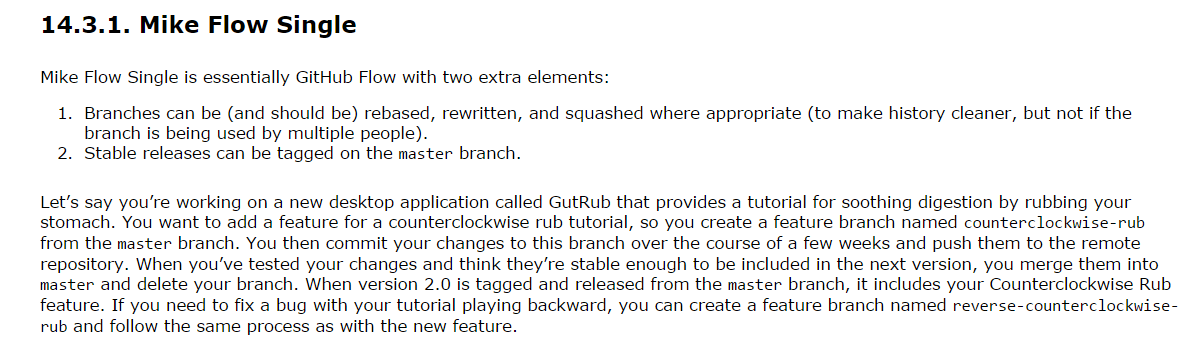 14.3.1. Mike Flow Single
Mike Flow Single is essentially GitHub Flow with two extra elements:
1. Branches can be (and should be) rebased, rewritten, and squashed where appropriate (to make history cleaner, but not if the
branch is being used by multiple people).
2. Stable releases can be tagged on the master branch.
Let’s say you’re working on a new desktop application called GutRub that provides a tutorial for soothing digestion by rubbing your
stomach. You want to add a feature for a counterclockwise rub tutorial, so you create a feature branch named counterclockwise-rub
from the master branch. You then commit your changes to this branch over the course of a few weeks and push them to the remote
repository. When you’ve tested your changes and think they’re stable enough to be included in the next version, you merge them into
master and delete your branch. When version 2.0 is tagged and released from the master branch, it includes your Counterclockwise Rub
feature. If you need to fix a bug with your tutorial playing backward, you can create a feature branch named reverse-counterclockwise-
rub and follow the same process as with the new feature.